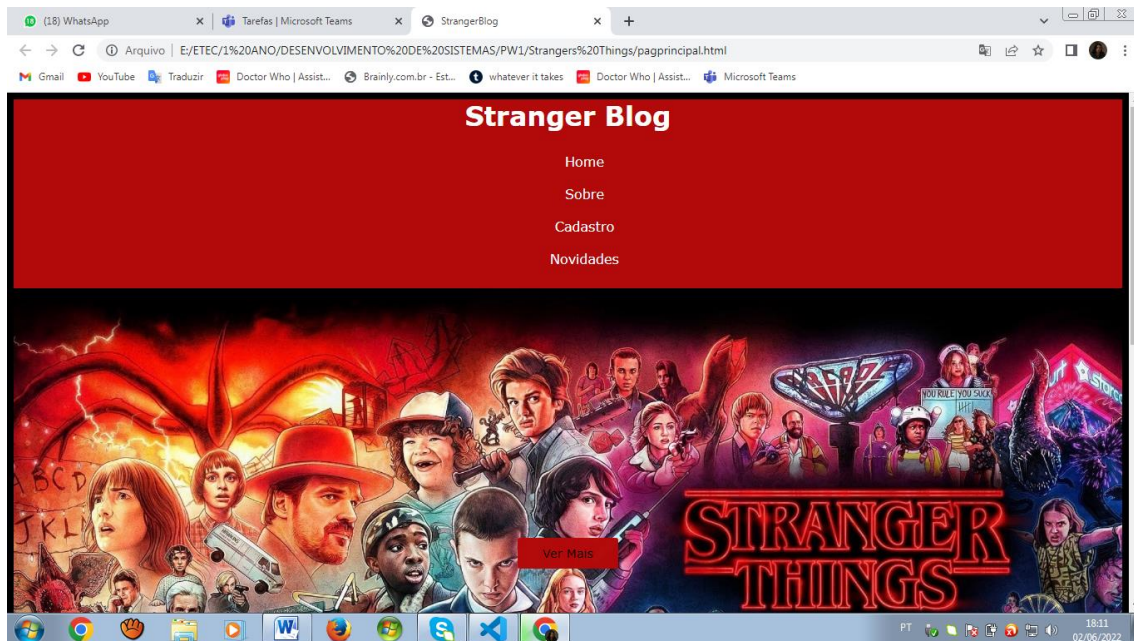 (18) WhatsApp
Tarefas | Microsoft Teams
StrangerBlog
Arquivo | E:/ETEC/1%20ANO/DESENVOLVIMENTO%20DE%20SISTEMAS/PW1/Strangers%20Things/pagprincipal.html
Gmail YouTube Traduzir Doctor Who | Assist... Brainly.com.br - Est... whatever it takes Doctor Who | Assist... Microsoft Teams
Stranger Blog
Home
Sobre
Cadastro
Novidades
YOU RULE YOU SUCK
ABCD
JKL
Ver Mais
STRANGER
THINGS
PT
18:11
02/06/2022